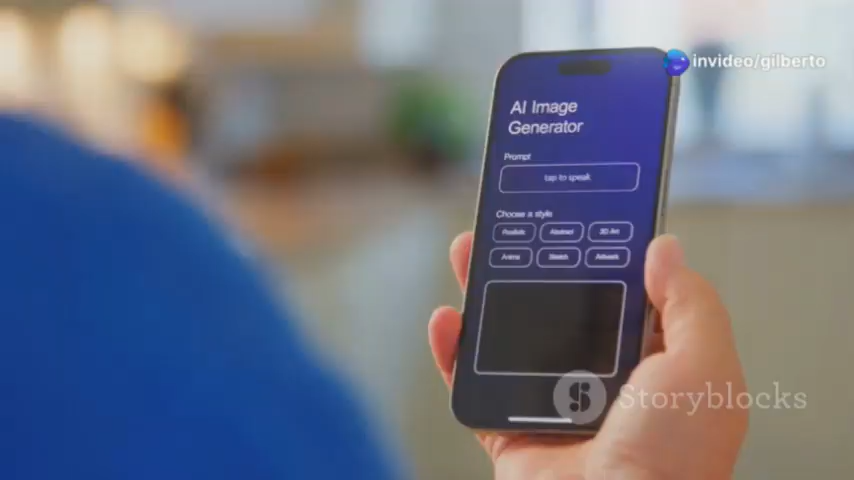 invideo/gilberto
AI Image
Generator
Prompt
tap to speak
Choose a style
Realistic Abstract 3D Art
Anime Sketch Artwork
Storyblocks